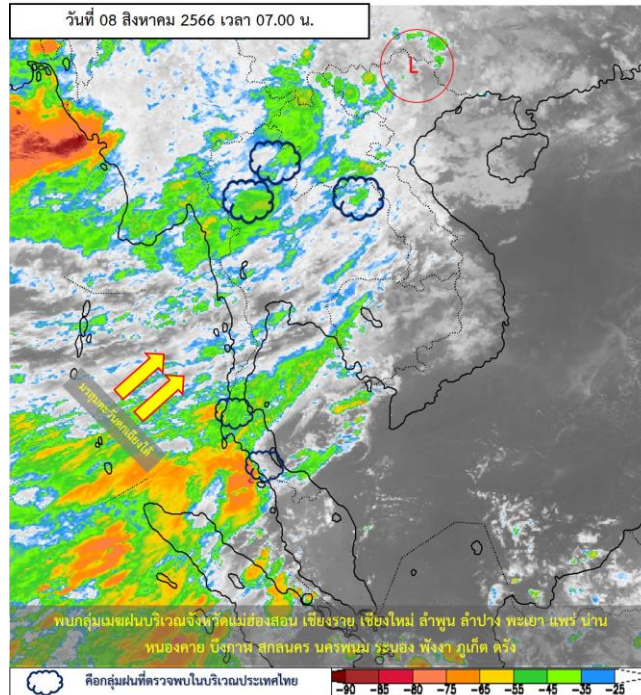 วันที่ 08 สิงหาคม 2566 เวลา 07.00 น.
L
มรสุมตะวันตกเฉียงใต้
พบกลุ่มเมฆฝนบริเวณจังหวัดแม่ฮ่องสอน เชียงราย เชียงใหม่ ลำพูน ลำปาง พะเยา แพร่ น่าน
หนองคาย บึงกาฬ สกลนคร นครพนม ระนอง พังงา ภูเก็ต ตรัง
คือกลุ่มฝนที่ตรวจพบในบริเวณประเทศไทย
-90 -85 -80 -75 -65 -55 -45 -35 -25